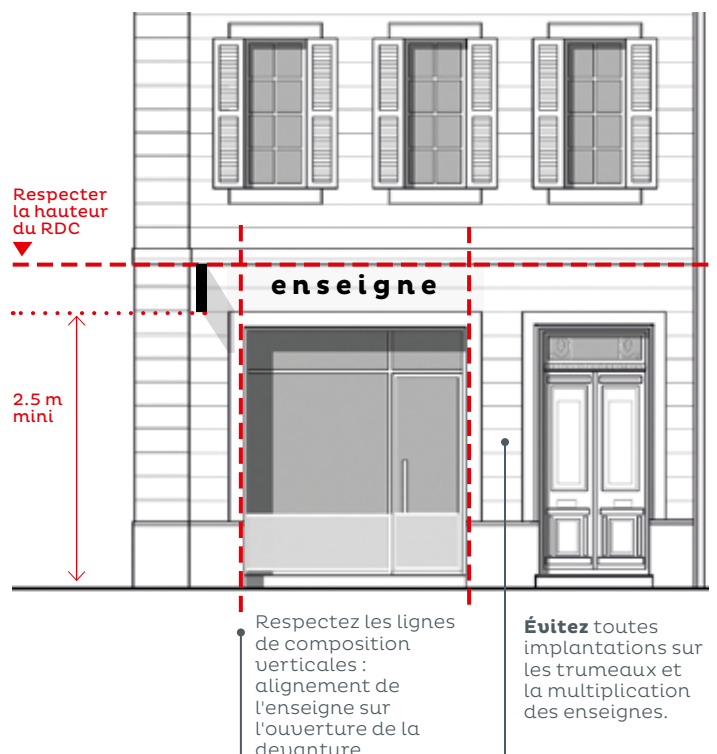 Respecter
la hauteur
du RDC
enseigne
2.5 m
mini
Respectez les lignes
de composition
verticales :
alignement de
l'enseigne sur
l'ouverture de la
devanture
Évitez toutes
implantations sur
les trumeaux et
la multiplication
des enseignes.